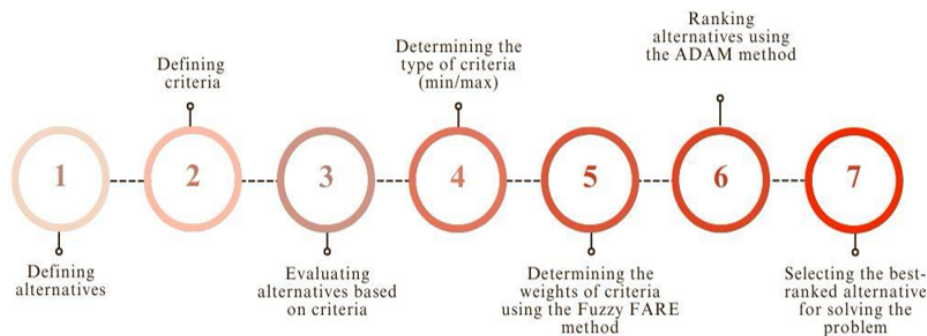 Ranking
alternatives using
the ADAM method
Determining the
type of criteria
(min/max)
Defining
criteria
1
2
3
4
5
6
7
Defining
alternatives
Evaluating
alternatives based
on criteria
Determining the
weights of criteria
using the Fuzzy FARE
method
Selecting the best-
ranked alternative
for solving the
problem